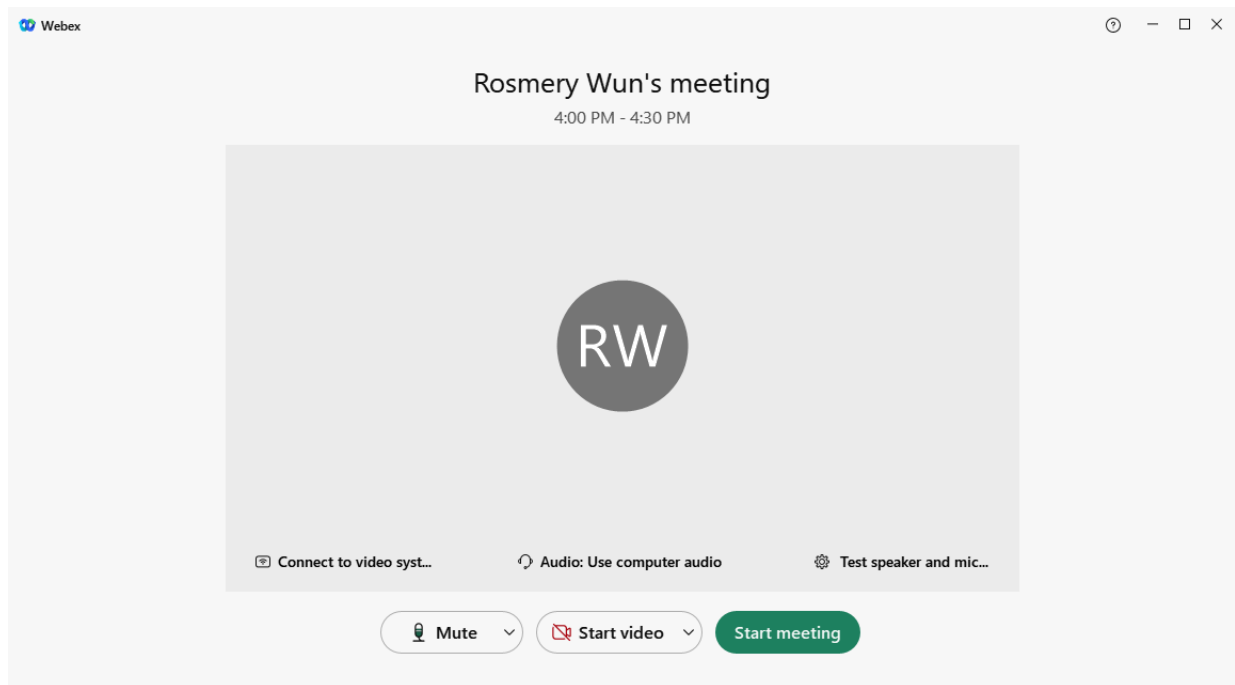 Webex
Rosmery Wun's meeting
4:00 PM - 4:30 PM
RW
Connect to video syst... Audio: Use computer audio Test speaker and mic...
Mute Start video Start meeting